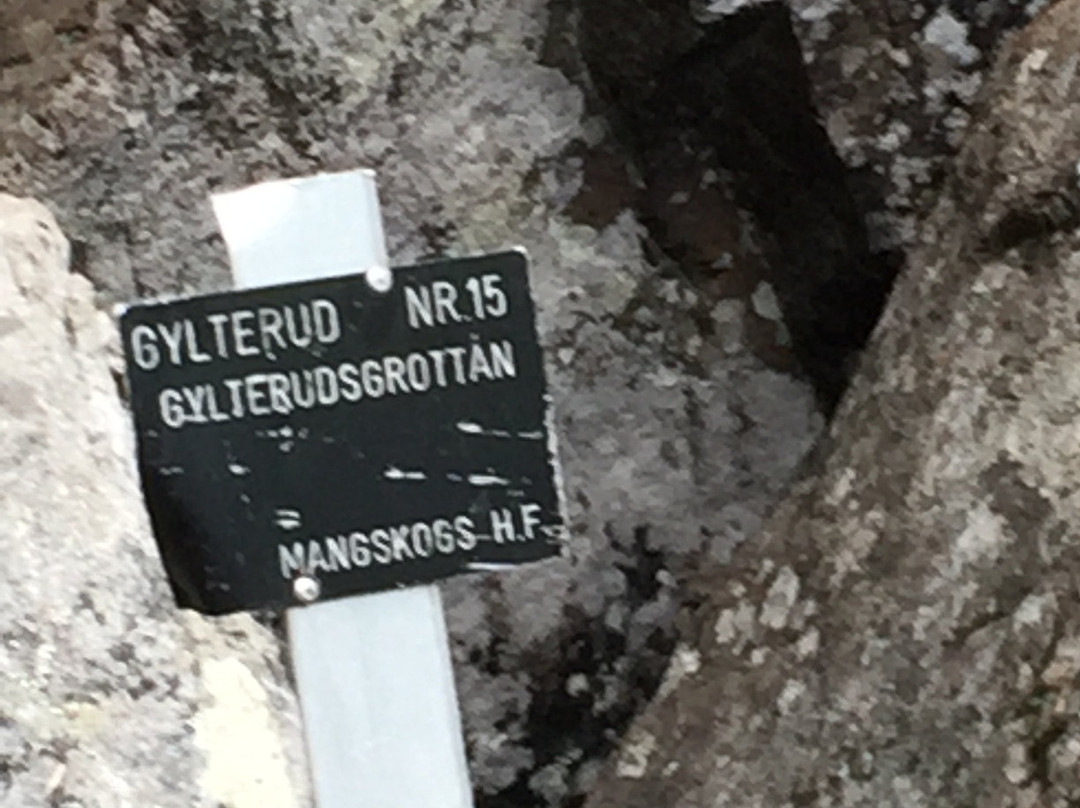 GYLTERUD NR.15
GYLTERUDSGROTTAN
MANGSKOGS H.F.